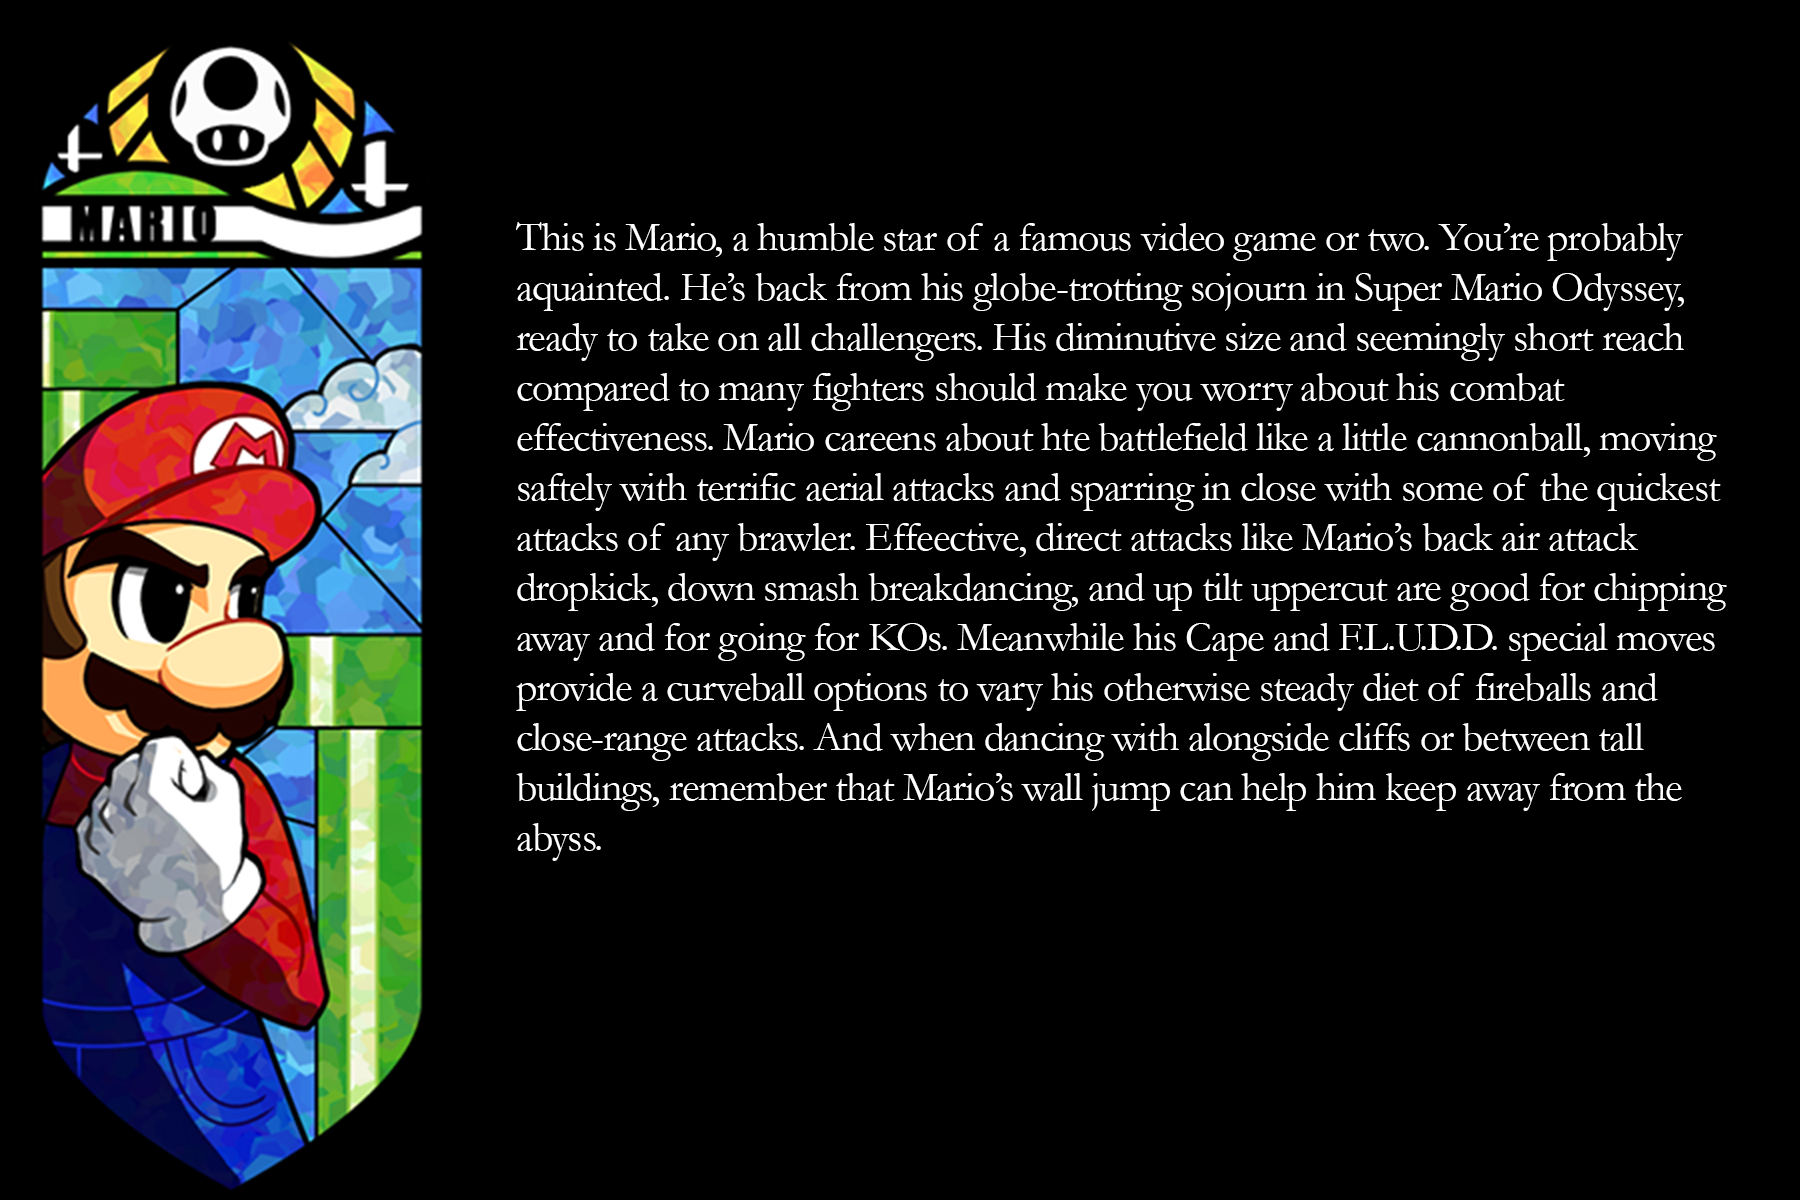 MARIO
This is Mario, a humble star of a famous video game or two. You’re probably
aquainted. He’s back from his globe-trotting sojourn in Super Mario Odyssey,
ready to take on all challengers. His diminutive size and seemingly short reach
compared to many fighters should make you worry about his combat
effectiveness. Mario careens about hte battlefield like a little cannonball, moving
saftely with terrific aerial attacks and sparring in close with some of the quickest
attacks of any brawler. Effeective, direct attacks like Mario’s back air attack
dropkick, down smash breakdancing, and up tilt uppercut are good for chipping
away and for going for KOs. Meanwhile his Cape and F.L.U.D.D. special moves
provide a curveball options to vary his otherwise steady diet of fireballs and
close-range attacks. And when dancing with alongside cliffs or between tall
buildings, remember that Mario’s wall jump can help him keep away from the
abyss.
M